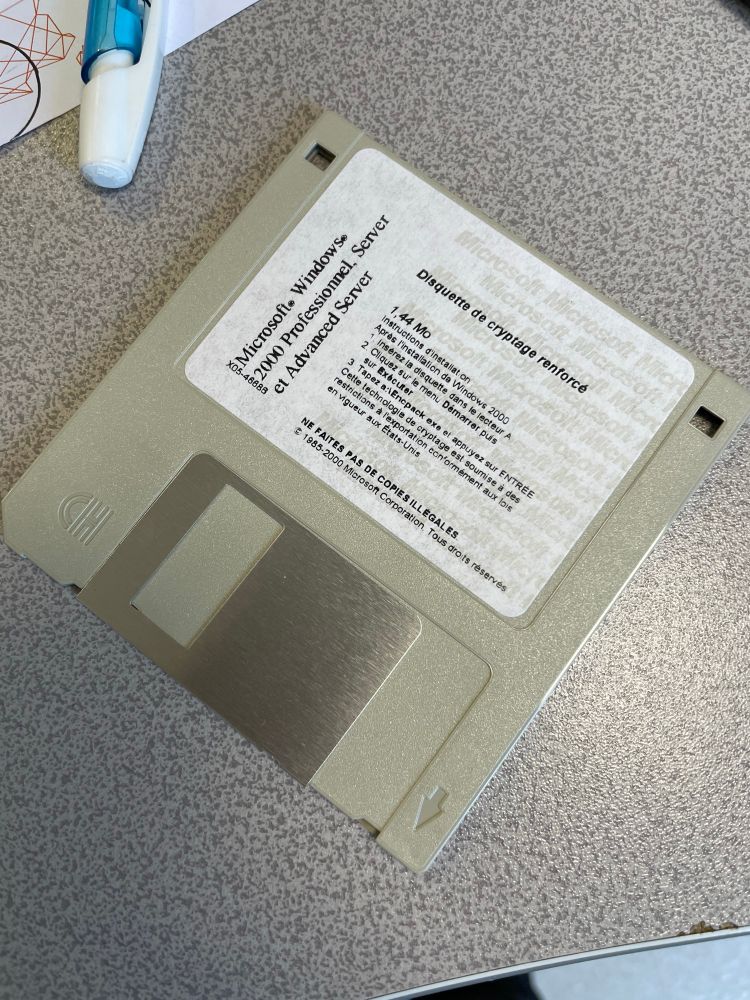 Microsoft® Windows®
2000 Professionnel, Server
et Advanced Server
X05-46689
Disquette de cryptage renforcé
1,44 Mo
Instructions d'installation
Après l'installation de Windows 2000
1 Insérez la disquette dans le lecteur A
2 Cliquez sur le menu Démarrer puis
sur Exécuter
3 Tapez a:\Encpack.exe et appuyez sur ENTRÉE
Cette technologie de cryptage est soumise à des
restrictions à l'exportation conformément aux lois
en vigueur aux États-Unis
NE FAITES PAS DE COPIES ILLÉGALES
© 1985-2000 Microsoft Corporation. Tous droits réservés
HD